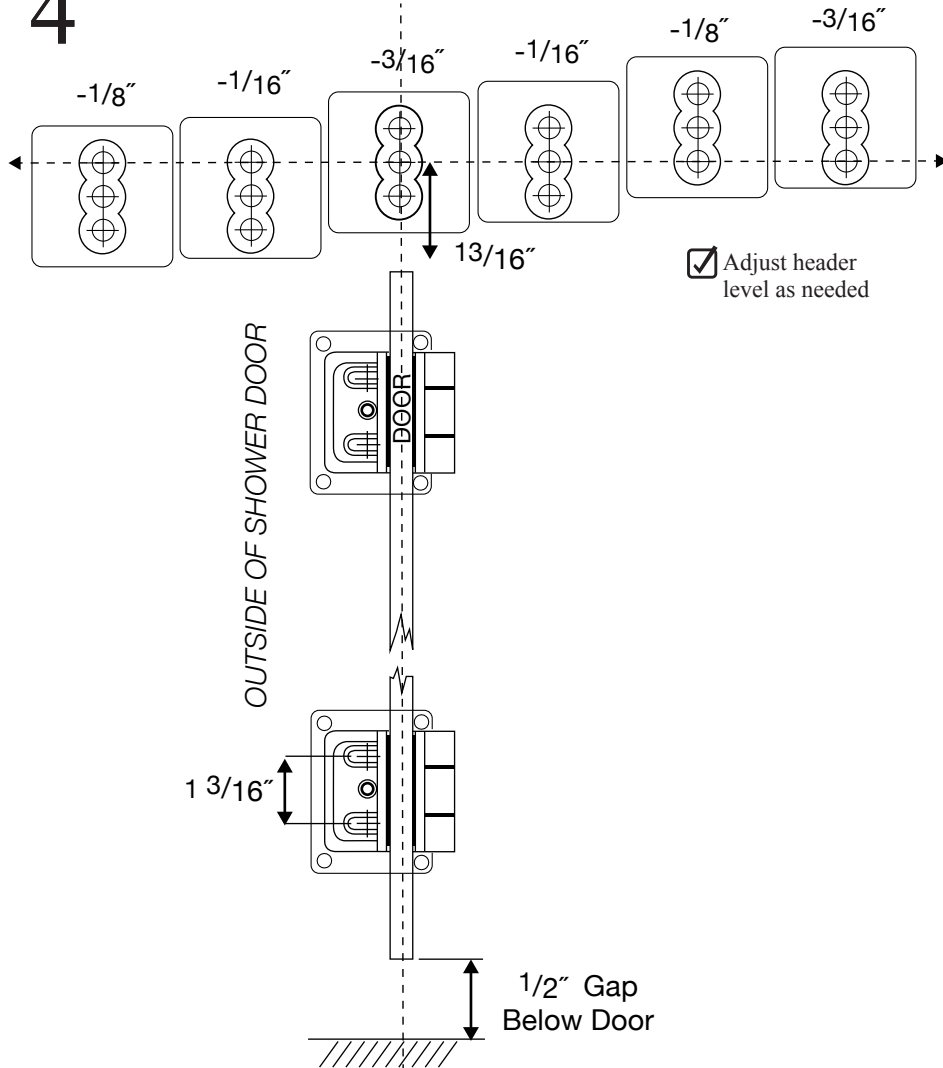 4
-1/8″
-1/16″
-3/16″
-1/16″
-1/8″
-3/16″
13/16″
Adjust header
level as needed
OUTSIDE OF SHOWER DOOR
DOOR
1 3/16″
1/2″ Gap
Below Door